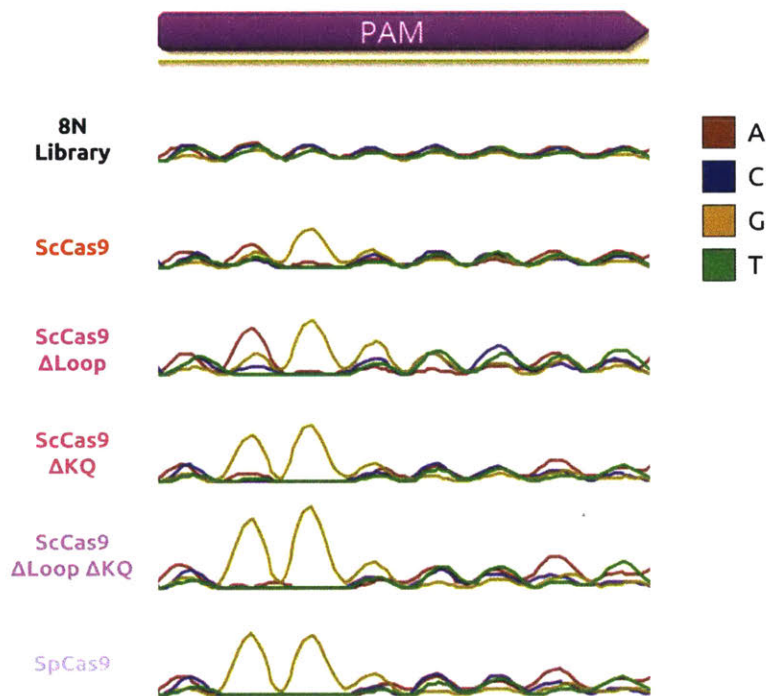 PAM
8N
Library
A
C
G
T
ScCas9
ScCas9
ΔLoop
ScCas9
ΔKQ
ScCas9
ΔLoop ΔKQ
SpCas9